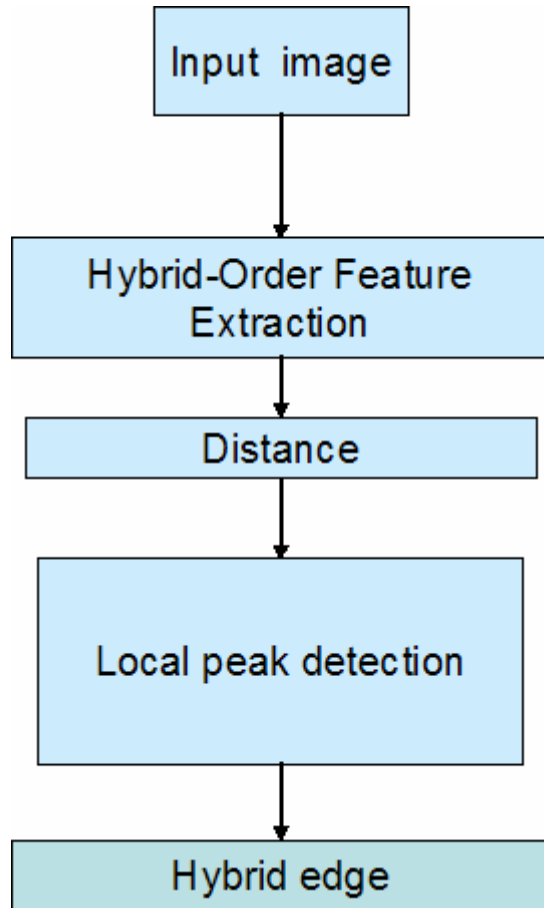 Input image
Hybrid-Order Feature
Extraction
Distance
Local peak detection
Hybrid edge